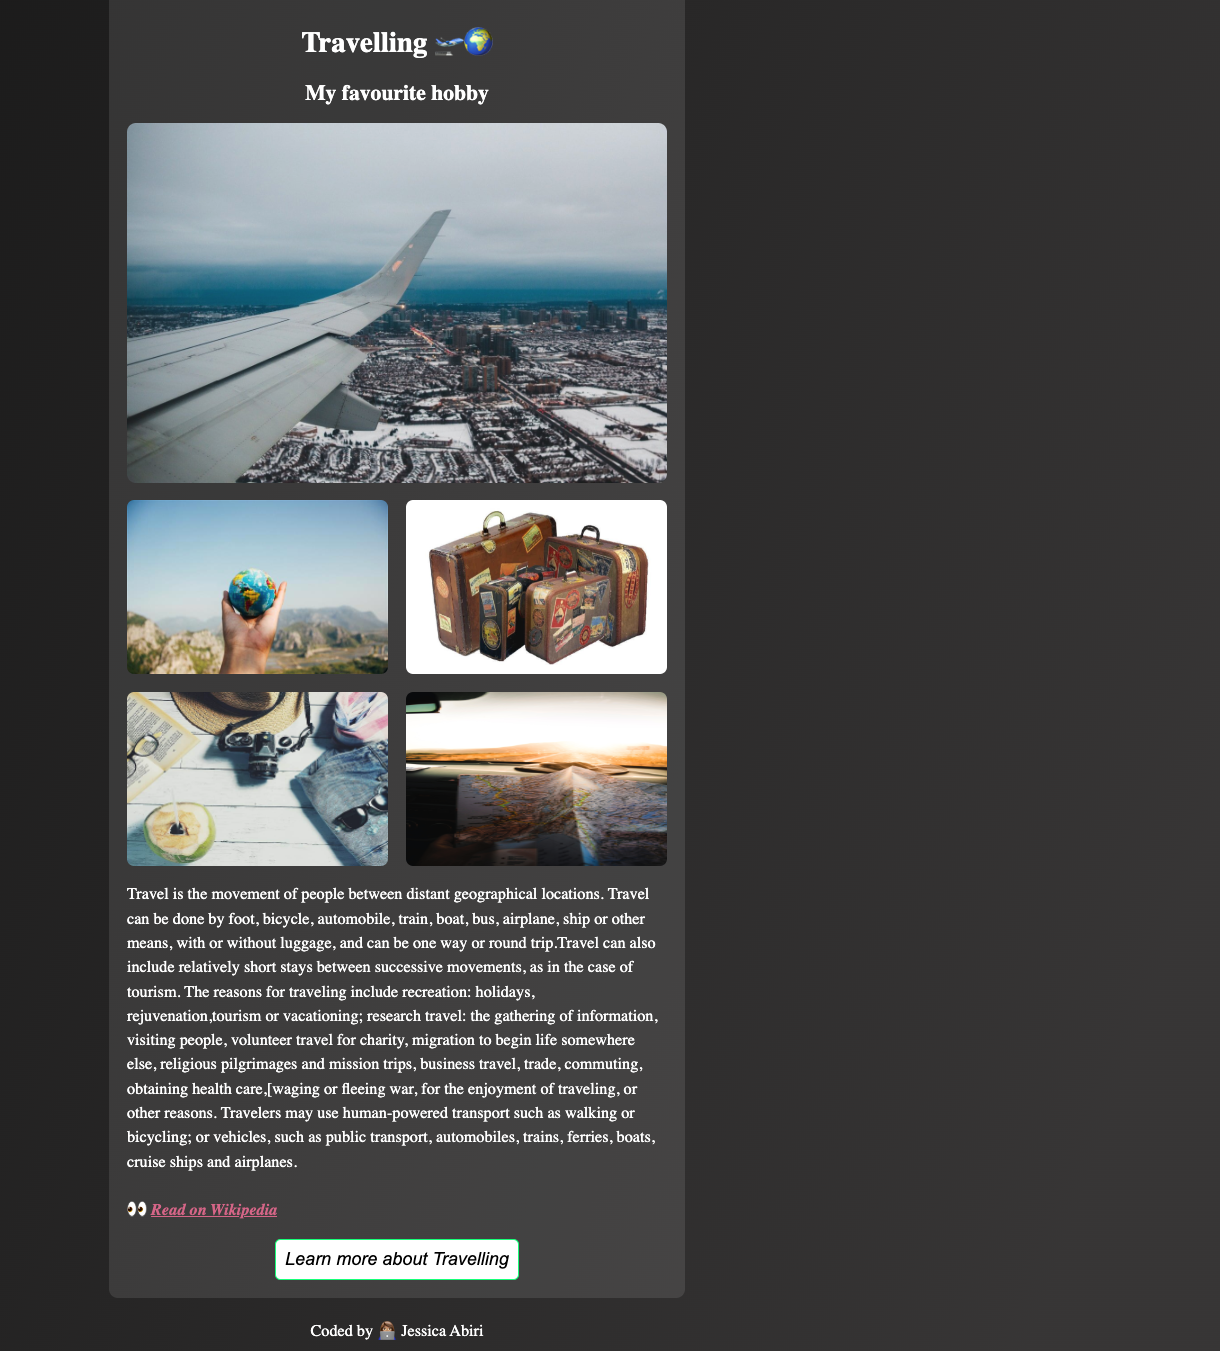 Travelling 🛫🌍
My favourite hobby
Travel is the movement of people between distant geographical locations. Travel
can be done by foot, bicycle, automobile, train, boat, bus, airplane, ship or other
means, with or without luggage, and can be one way or round trip.Travel can also
include relatively short stays between successive movements, as in the case of
tourism. The reasons for traveling include recreation: holidays,
rejuvenation,tourism or vacationing; research travel: the gathering of information,
visiting people, volunteer travel for charity, migration to begin life somewhere
else, religious pilgrimages and mission trips, business travel, trade, commuting,
obtaining health care,[waging or fleeing war, for the enjoyment of traveling, or
other reasons. Travelers may use human-powered transport such as walking or
bicycling; or vehicles, such as public transport, automobiles, trains, ferries, boats,
cruise ships and airplanes.
👀 Read on Wikipedia
Learn more about Travelling
Coded by 👩🏽‍💻 Jessica Abiri